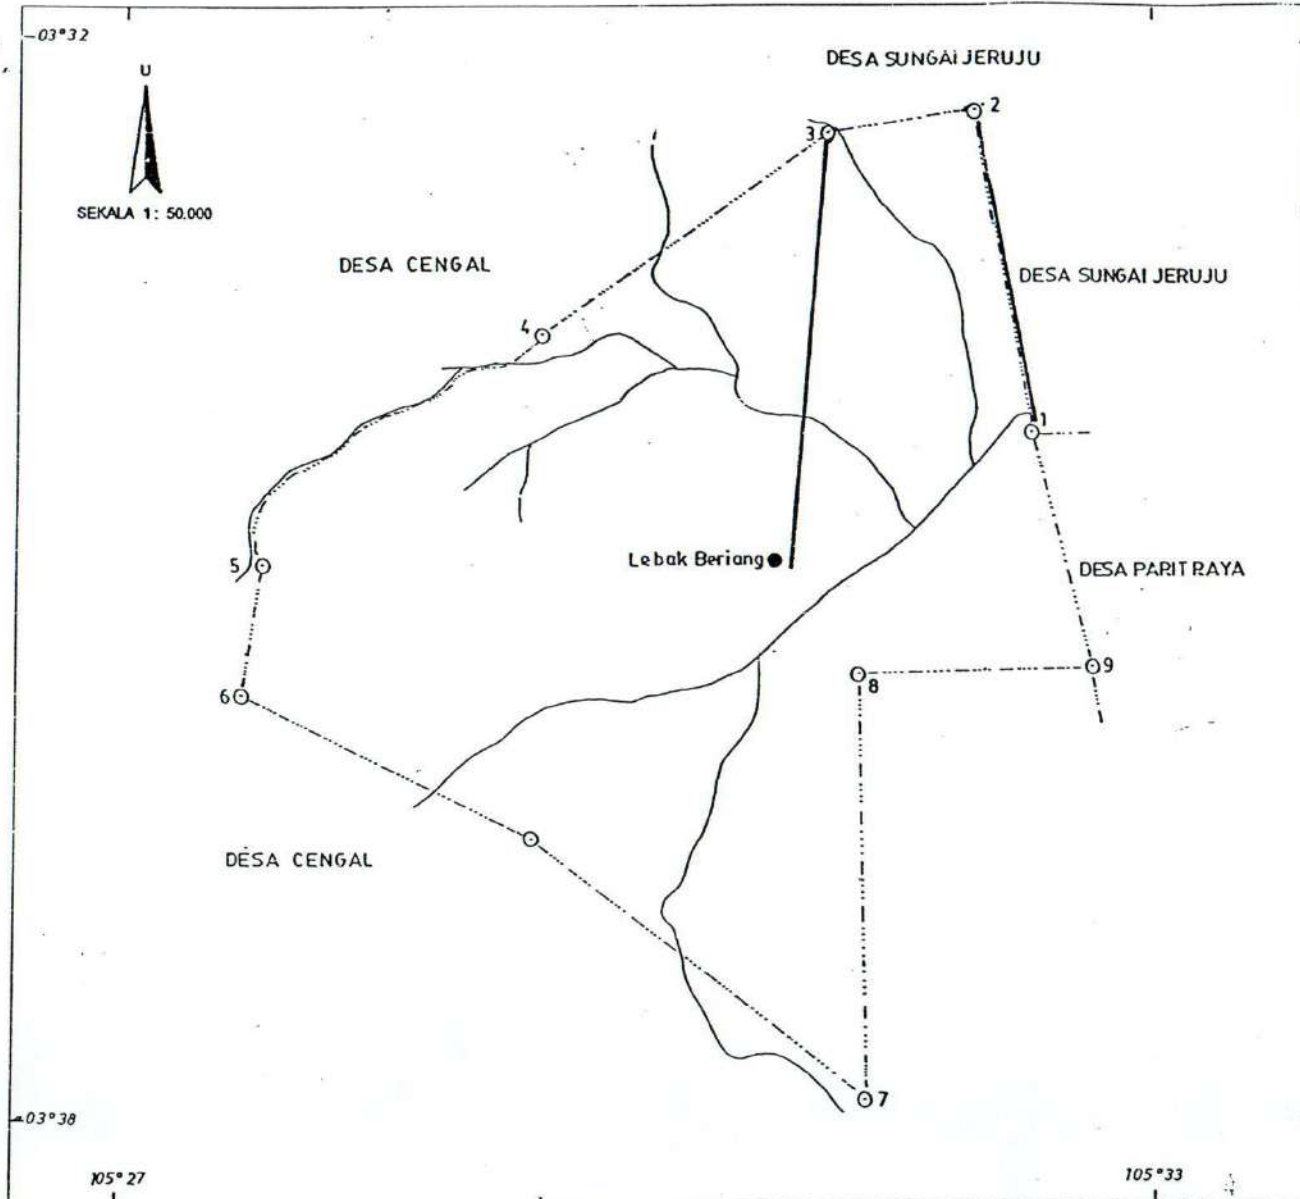 03°32
U
SEKALA 1: 50.000
DESA SUNGAI JERUJU
2
3
DESA CENGAL
DESA SUNGAI JERUJU
4
1
Lebak Beriang
DESA PARIT RAYA
5
6
8
9
DESA CENGAL
7
03°38
105°27
105°33